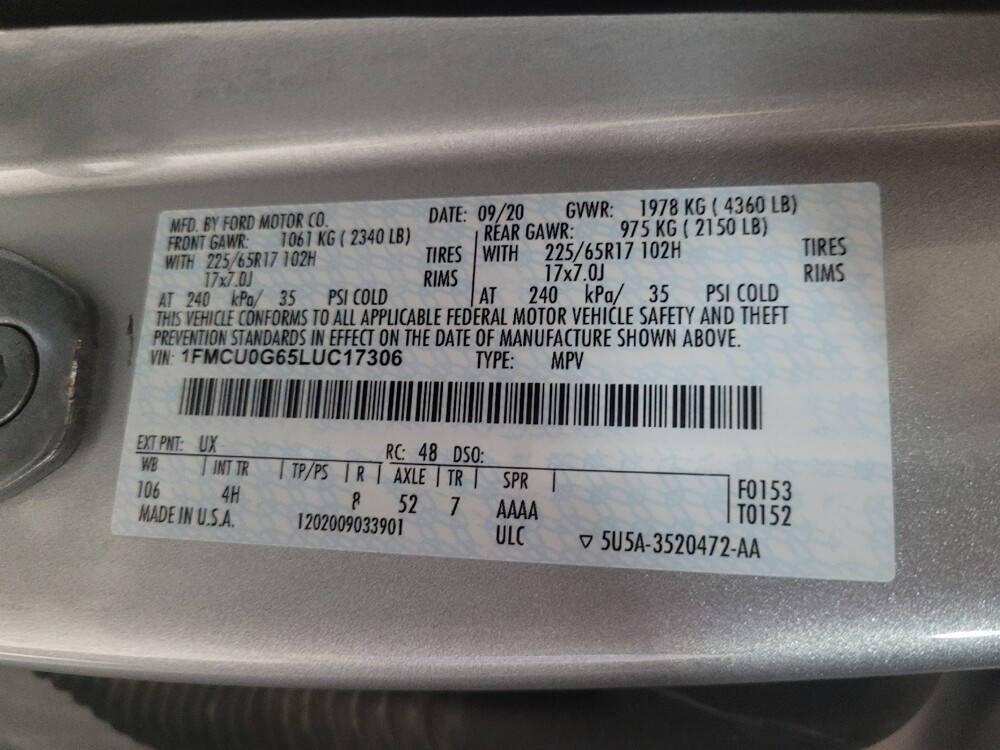 MFD. BY FORD MOTOR CO. DATE: 09/20 GVWR: 1978 KG ( 4360 LB)
FRONT GAWR: 1061 KG ( 2340 LB) REAR GAWR: 975 KG ( 2150 LB)
WITH 225/65R17 102H TIRES WITH 225/65R17 102H TIRES
17x7.0J RIMS 17x7.0J RIMS
AT 240 kPa/ 35 PSI COLD AT 240 kPa/ 35 PSI COLD
THIS VEHICLE CONFORMS TO ALL APPLICABLE FEDERAL MOTOR VEHICLE SAFETY AND THEFT
PREVENTION STANDARDS IN EFFECT ON THE DATE OF MANUFACTURE SHOWN ABOVE.
VIN: 1FMCU0G65LUC17306 TYPE: MPV
EXT PNT: UX RC: 48 DSO:
WB INT TR TP/PS R AXLE TR SPR
106 4H 8 52 7 AAAA F0153
T0152
MADE IN U.S.A. 1202009033901 ULC ▽ 5U5A-3520472-AA